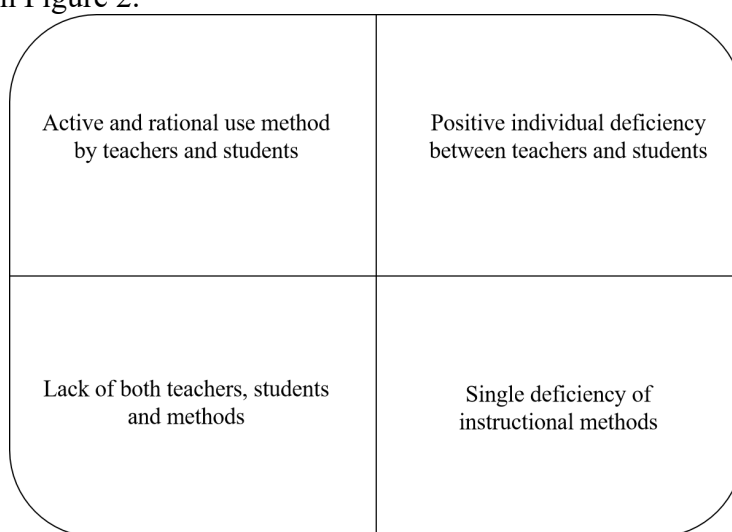 n Figure 2.
Active and rational use method
by teachers and students
Positive individual deficiency
between teachers and students
Lack of both teachers, students
and methods
Single deficiency of
instructional methods